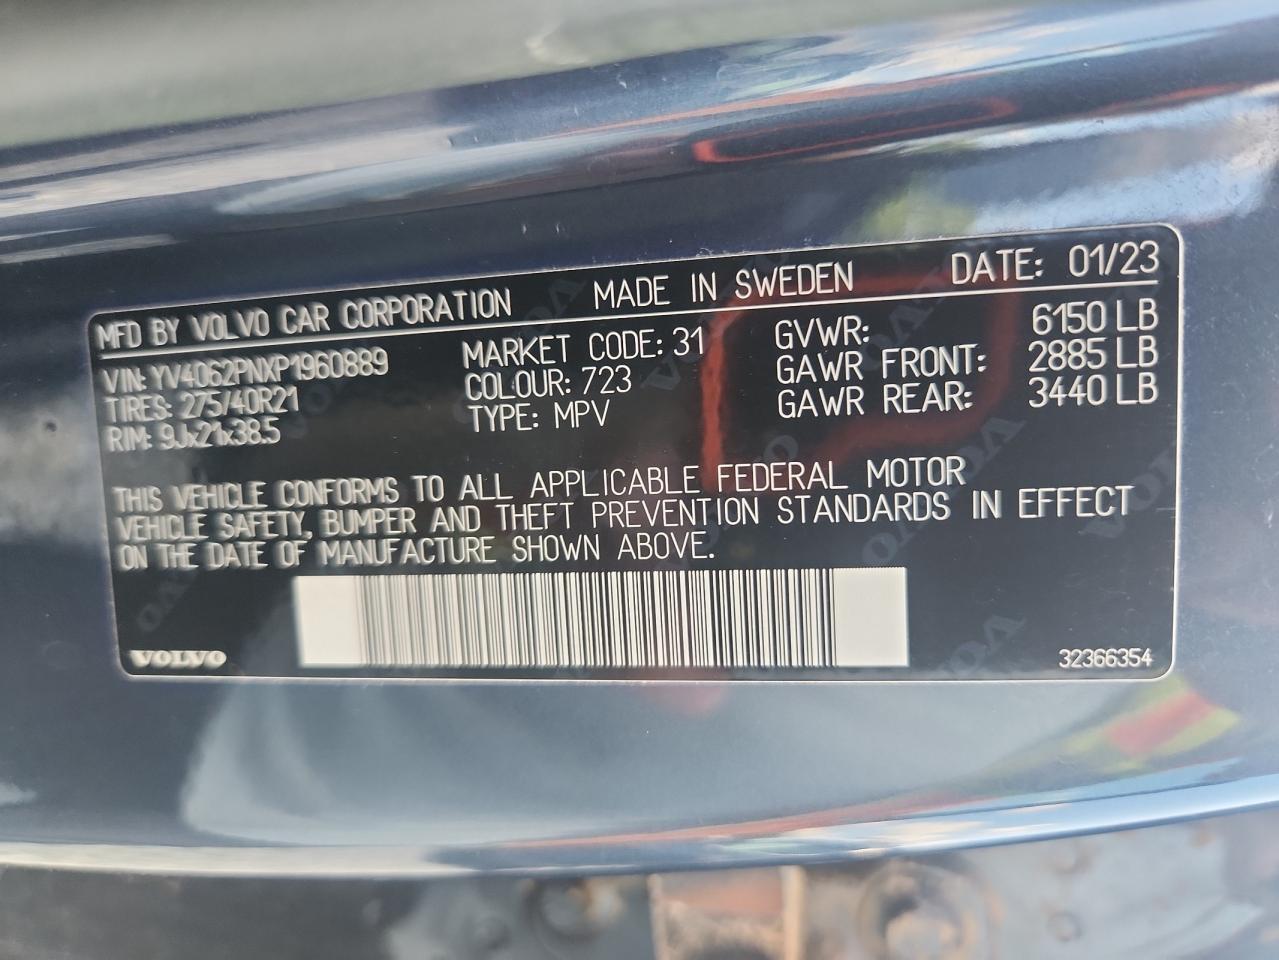 MFD BY VOLVO CAR CORPORATION MADE IN SWEDEN DATE: 01/23
VIN: YV4062PNXP1960889 MARKET CODE: 31 GVWR: 6150 LB
TIRES: 275/40R21 COLOUR: 723 GAWR FRONT: 2885 LB
RIM: 9Jx21x38.5 TYPE: MPV GAWR REAR: 3440 LB
THIS VEHICLE CONFORMS TO ALL APPLICABLE FEDERAL MOTOR
VEHICLE SAFETY, BUMPER AND THEFT PREVENTION STANDARDS IN EFFECT
ON THE DATE OF MANUFACTURE SHOWN ABOVE.
VOLVO 32366354